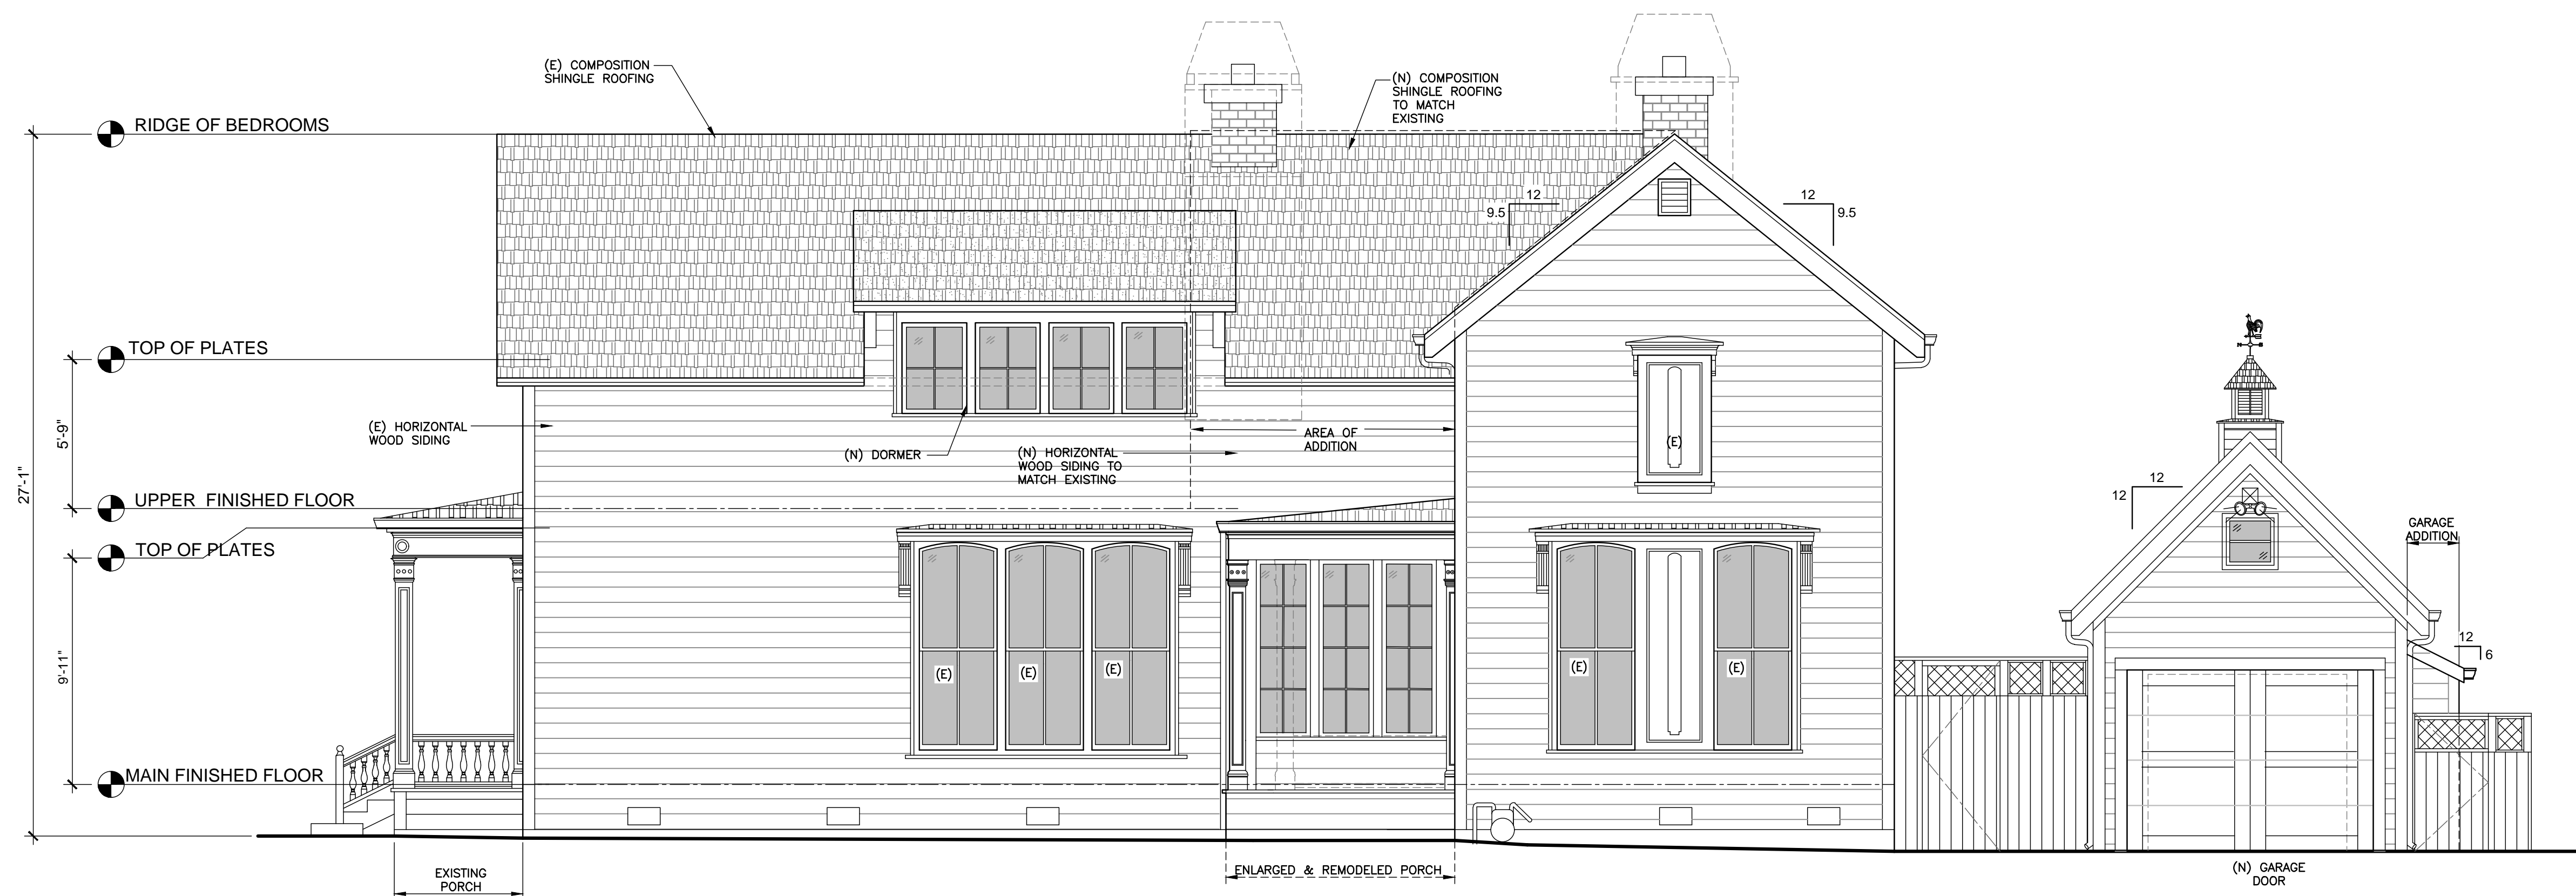 (E) COMPOSITION
SHINGLE ROOFING
(N) COMPOSITION
SHINGLE ROOFING
TO MATCH
EXISTING
RIDGE OF BEDROOMS
12
9.5
12
9.5
TOP OF PLATES
5'-9"
(E) HORIZONTAL
WOOD SIDING
(N) DORMER
(N) HORIZONTAL
WOOD SIDING TO
MATCH EXISTING
AREA OF
ADDITION
(E)
27'-1"
UPPER FINISHED FLOOR
12
12
TOP OF PLATES
GARAGE
ADDITION
9'-11"
12
6
(E)
(E)
(E)
(E)
(E)
MAIN FINISHED FLOOR
EXISTING
PORCH
ENLARGED & REMODELED PORCH
(N) GARAGE
DOOR